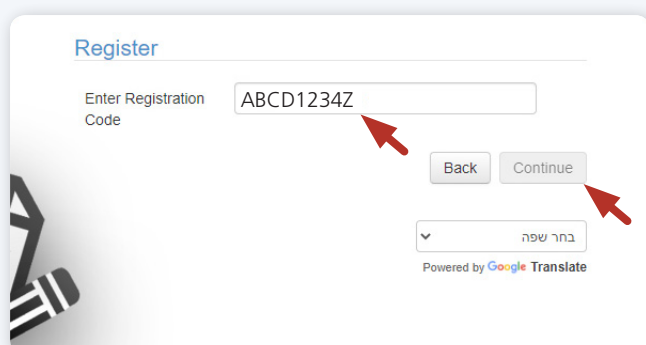 Register
Enter Registration
Code
ABCD1234Z
Back Continue
בחר שפה
Powered by Google Translate